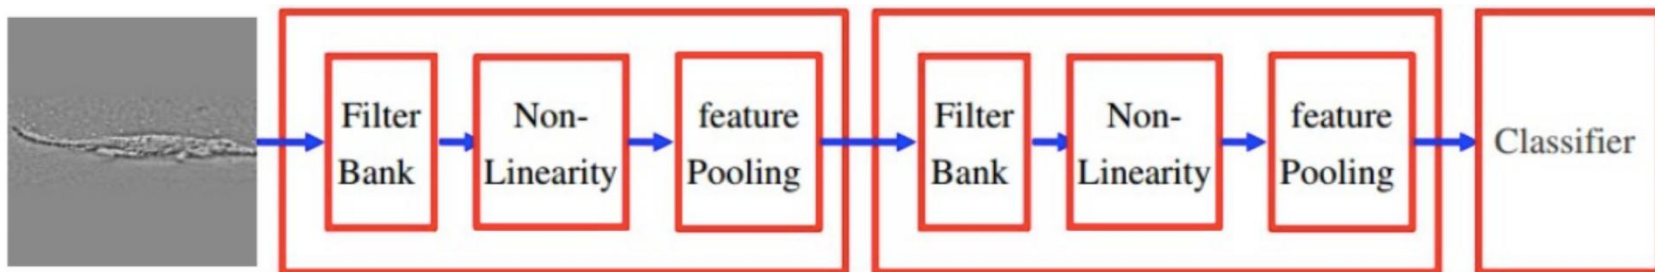 Filter
Bank
Non-
Linearity
feature
Pooling
Filter
Bank
Non-
Linearity
feature
Pooling
Classifier